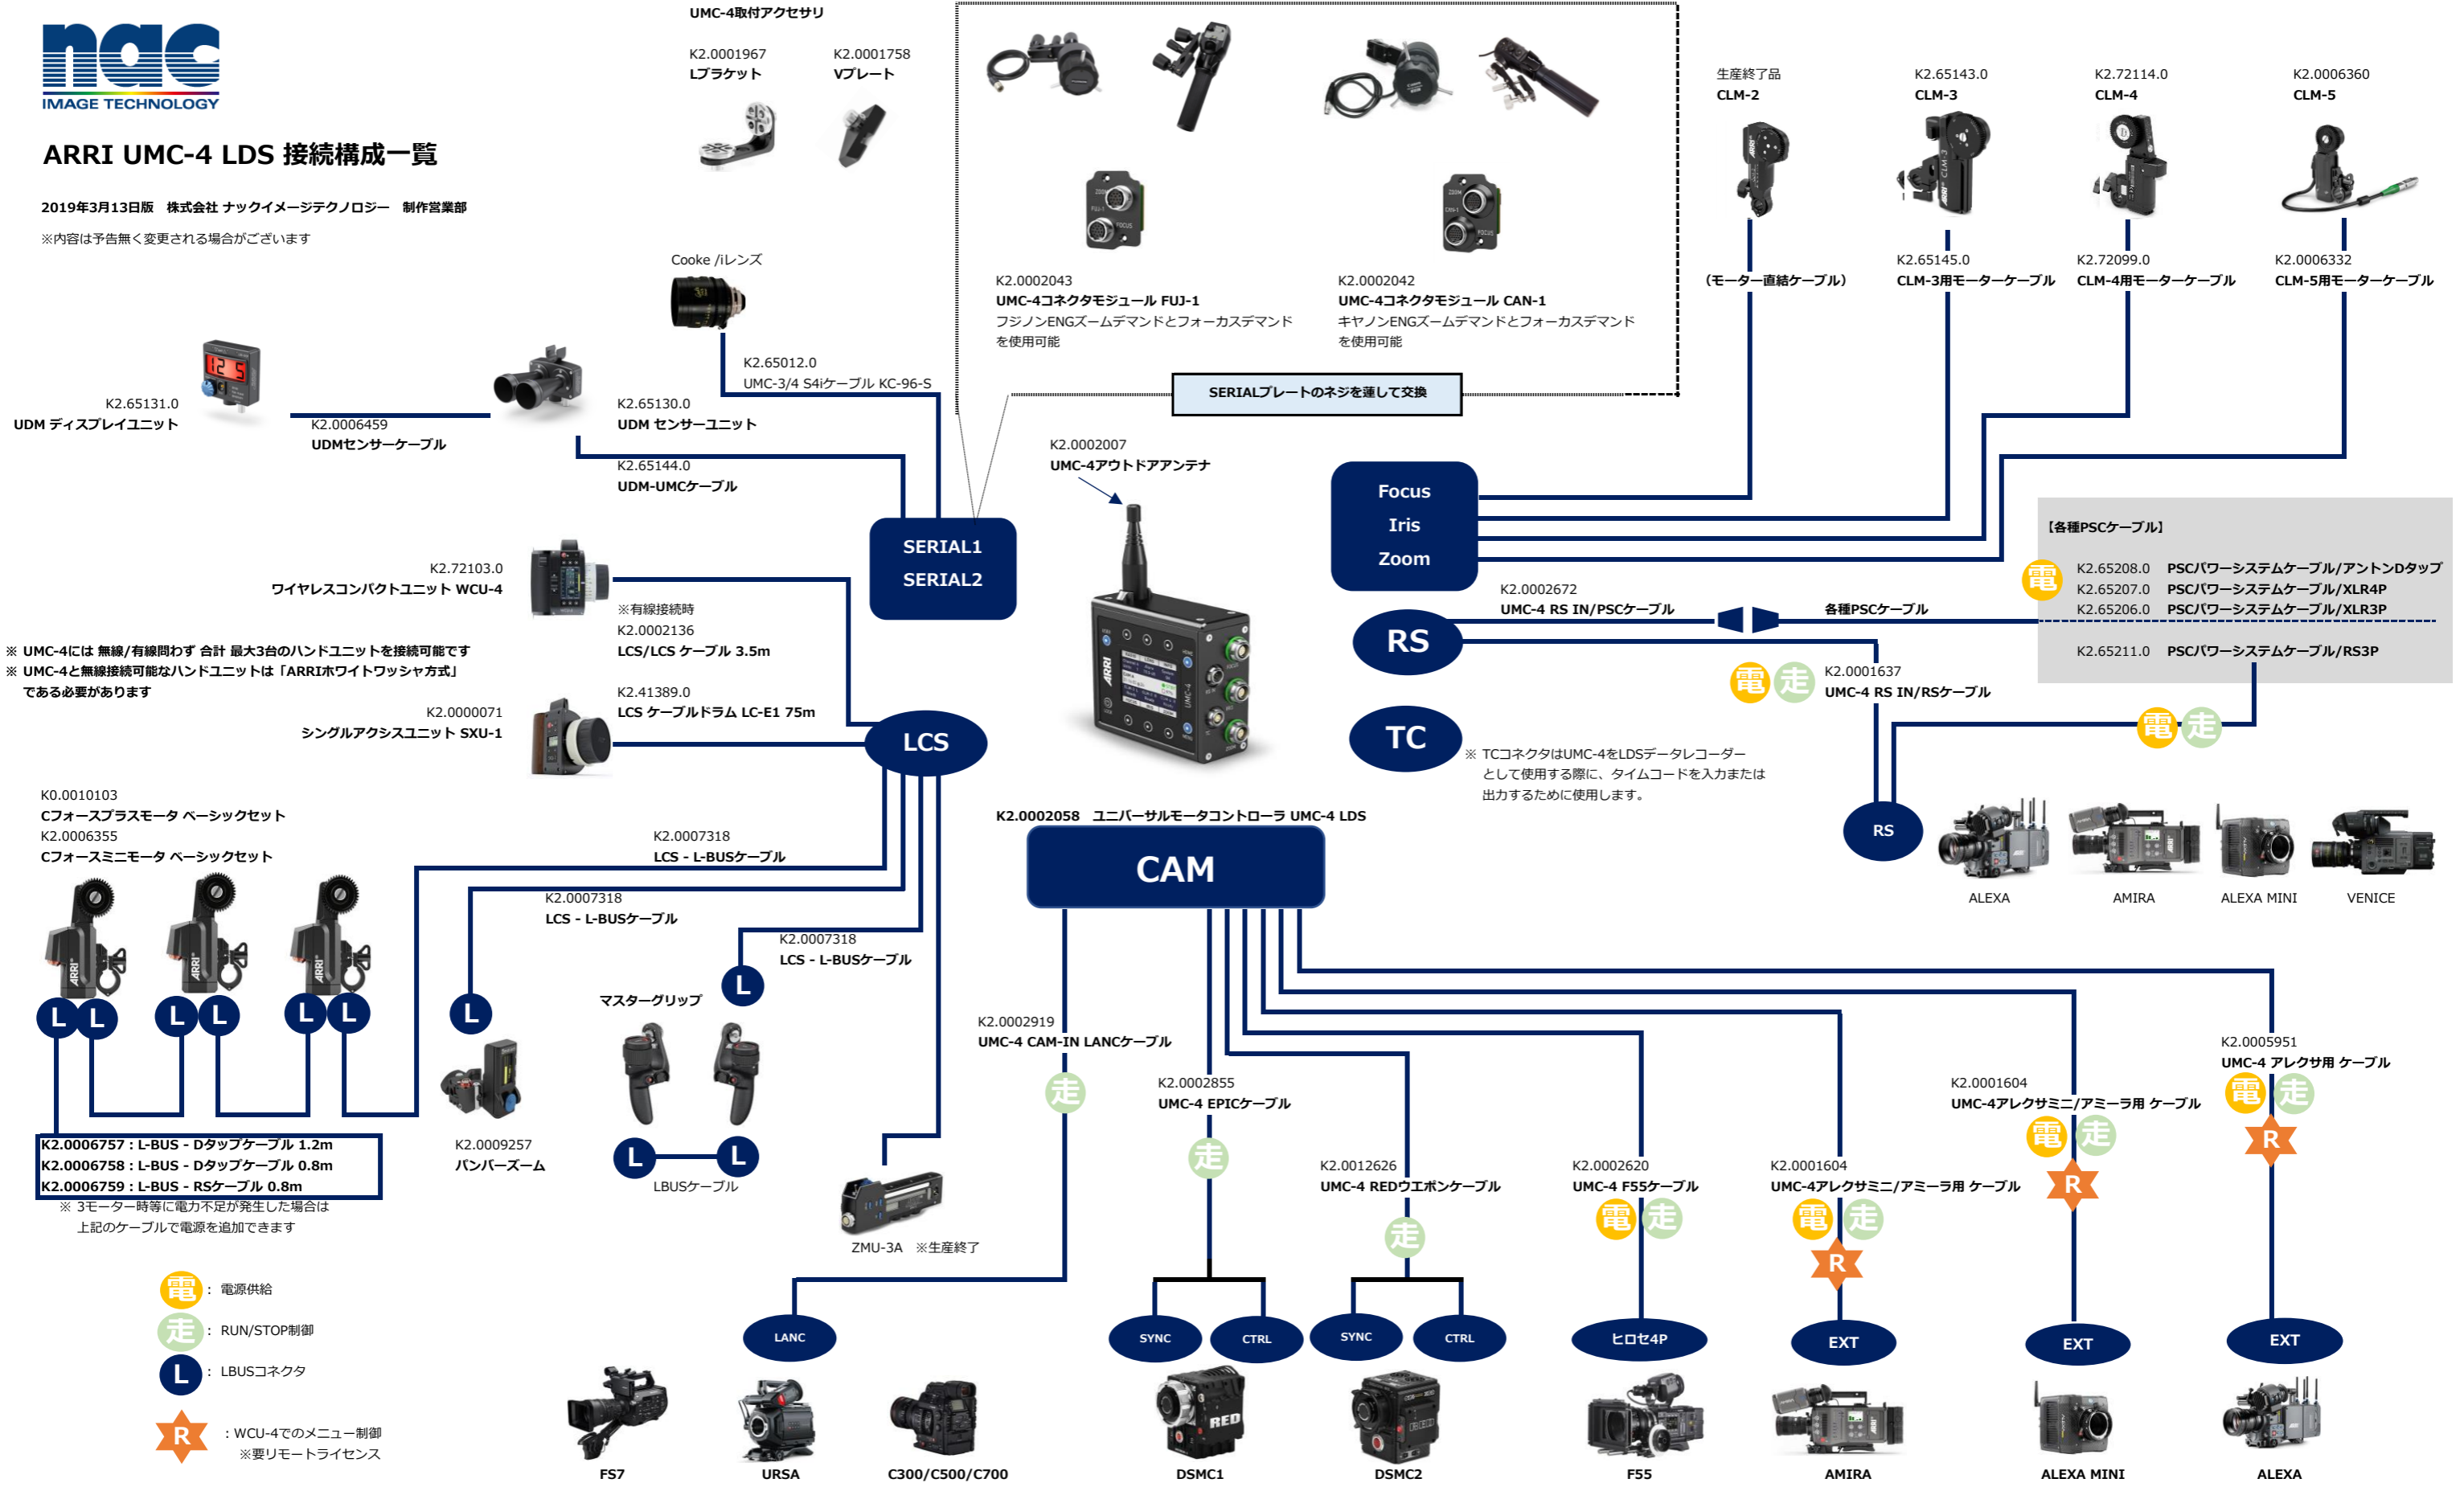 nac
IMAGE TECHNOLOGY
ARRI UMC-4 LDS 接続構成一覧
2019年3月13日版　株式会社 ナックイメージテクノロジー　制作営業部
※内容は予告無く変更される場合がございます
UMC-4取付アクセサリ
K2.0001967
Lブラケット
K2.0001758
Vプレート
K2.0002043
UMC-4コネクタモジュール FUJ-1
フジノンENGズームデマンドとフォーカスデマンド
を使用可能
K2.0002042
UMC-4コネクタモジュール CAN-1
キヤノンENGズームデマンドとフォーカスデマンド
を使用可能
SERIALプレートのネジを蓮して交換
生産終了品
CLM-2
K2.65143.0
CLM-3
K2.72114.0
CLM-4
K2.0006360
CLM-5
（モーター直結ケーブル）
K2.65145.0
CLM-3用モーターケーブル
K2.72099.0
CLM-4用モーターケーブル
K2.0006332
CLM-5用モーターケーブル
Cooke /iレンズ
K2.65012.0
UMC-3/4 S4iケーブル KC-96-S
K2.65131.0
UDM ディスプレイユニット
K2.0006459
UDMセンサーケーブル
K2.65130.0
UDM センサーユニット
K2.65144.0
UDM-UMCケーブル
K2.0002007
UMC-4アウトドアアンテナ
SERIAL1
SERIAL2
Focus
Iris
Zoom
K2.72103.0
ワイヤレスコンパクトユニット WCU-4
※有線接続時
K2.0002136
LCS/LCS ケーブル 3.5m
※ UMC-4には 無線/有線問わず 合計 最大3台のハンドユニットを接続可能です
※ UMC-4と無線接続可能なハンドユニットは「ARRIホワイトワッシャ方式」
である必要があります
K2.41389.0
LCS ケーブルドラム LC-E1 75m
K2.0000071
シングルアクシスユニット SXU-1
LCS
RS
TC
K2.0002672
UMC-4 RS IN/PSCケーブル
各種PSCケーブル
【各種PSCケーブル】
電
K2.65208.0　PSCパワーシステムケーブル/アントンDタップ
K2.65207.0　PSCパワーシステムケーブル/XLR4P
K2.65206.0　PSCパワーシステムケーブル/XLR3P
K2.65211.0　PSCパワーシステムケーブル/RS3P
電 走
K2.0001637
UMC-4 RS IN/RSケーブル
電 走
※ TCコネクタはUMC-4をLDSデータレコーダー
として使用する際に、タイムコードを入力または
出力するために使用します。
RS
ALEXA
AMIRA
ALEXA MINI
VENICE
K2.0002058　ユニバーサルモータコントローラ UMC-4 LDS
CAM
K0.0010103
Cフォースプラスモータ ベーシックセット
K2.0006355
Cフォースミニモータ ベーシックセット
K2.0007318
LCS - L-BUSケーブル
K2.0007318
LCS - L-BUSケーブル
K2.0007318
LCS - L-BUSケーブル
L L L L L L
L
L
マスターグリップ
L L
LBUSケーブル
K2.0006757：L-BUS - Dタップケーブル 1.2m
K2.0006758：L-BUS - Dタップケーブル 0.8m
K2.0006759：L-BUS - RSケーブル 0.8m
※ 3モーター時等に電力不足が発生した場合は
上記のケーブルで電源を追加できます
K2.0009257
パンバーズーム
ZMU-3A　※生産終了
K2.0002919
UMC-4 CAM-IN LANCケーブル
走
K2.0002855
UMC-4 EPICケーブル
走
K2.0012626
UMC-4 REDウエポンケーブル
走
K2.0002620
UMC-4 F55ケーブル
電 走
K2.0001604
UMC-4アレクサミニ/アミーラ用 ケーブル
電 走
R
K2.0001604
UMC-4アレクサミニ/アミーラ用 ケーブル
電 走
R
K2.0005951
UMC-4 アレクサ用 ケーブル
電 走
R
電 ： 電源供給
走 ： RUN/STOP制御
L ： LBUSコネクタ
R ：WCU-4でのメニュー制御
※要リモートライセンス
LANC
SYNC
CTRL
SYNC
CTRL
ヒロセ4P
EXT
EXT
EXT
FS7
URSA
C300/C500/C700
DSMC1
DSMC2
F55
AMIRA
ALEXA MINI
ALEXA